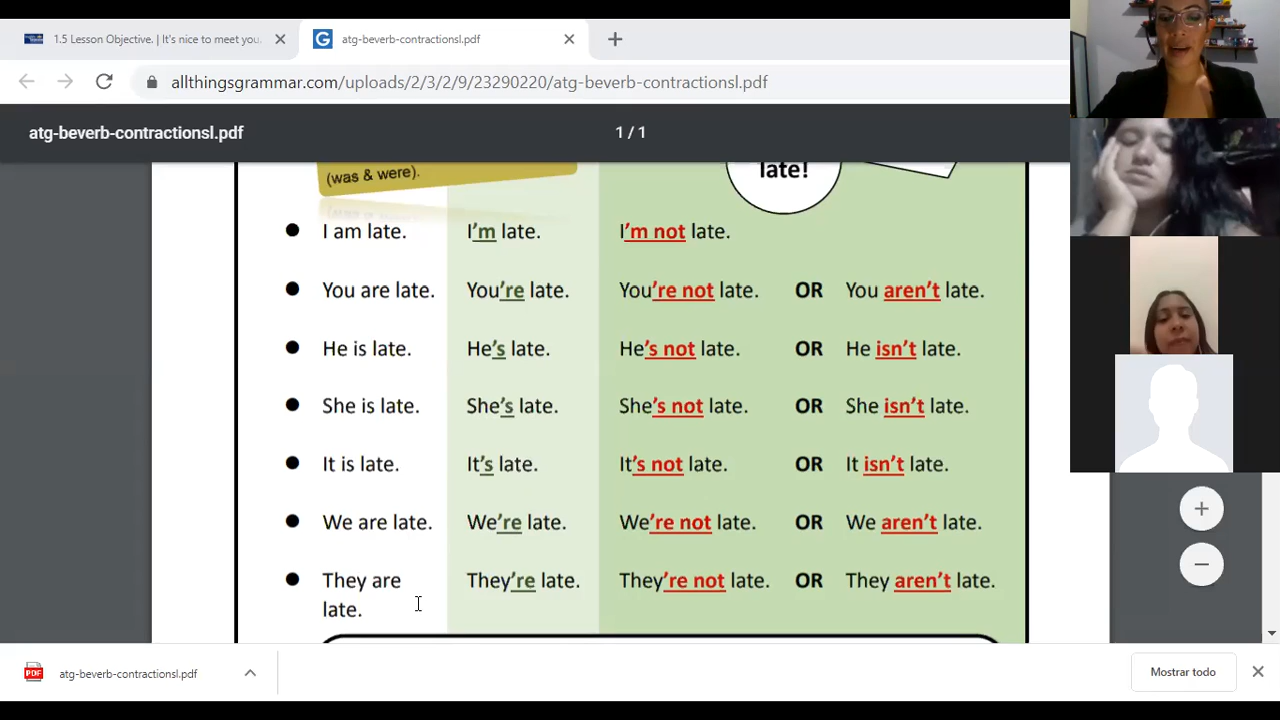 1.5 Lesson Objective. | It's nice to meet you.
atg-beverb-contractionsl.pdf
allthingsgrammar.com/uploads/2/3/2/9/23290220/atg-beverb-contractionsl.pdf
atg-beverb-contractionsl.pdf
1 / 1
(was & were).
late!
I am late. I'm late. I'm not late.
You are late. You're late. You're not late. OR You aren't late.
He is late. He's late. He's not late. OR He isn't late.
She is late. She's late. She's not late. OR She isn't late.
It is late. It's late. It's not late. OR It isn't late.
We are late. We're late. We're not late. OR We aren't late.
They are They're late. They're not late. OR They aren't late.
late.
PDF atg-beverb-contractionsl.pdf
Mostrar todo